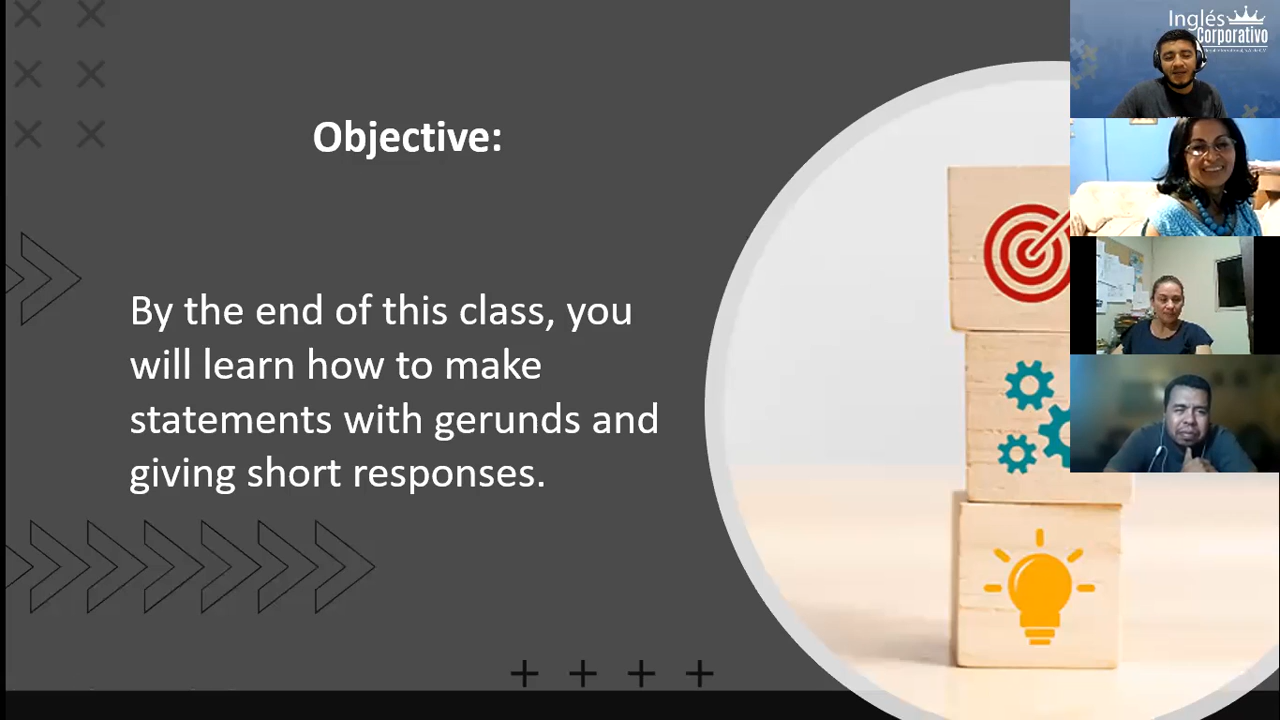 Objective:
By the end of this class, you
will learn how to make
statements with gerunds and
giving short responses.
Inglés
Corporativo